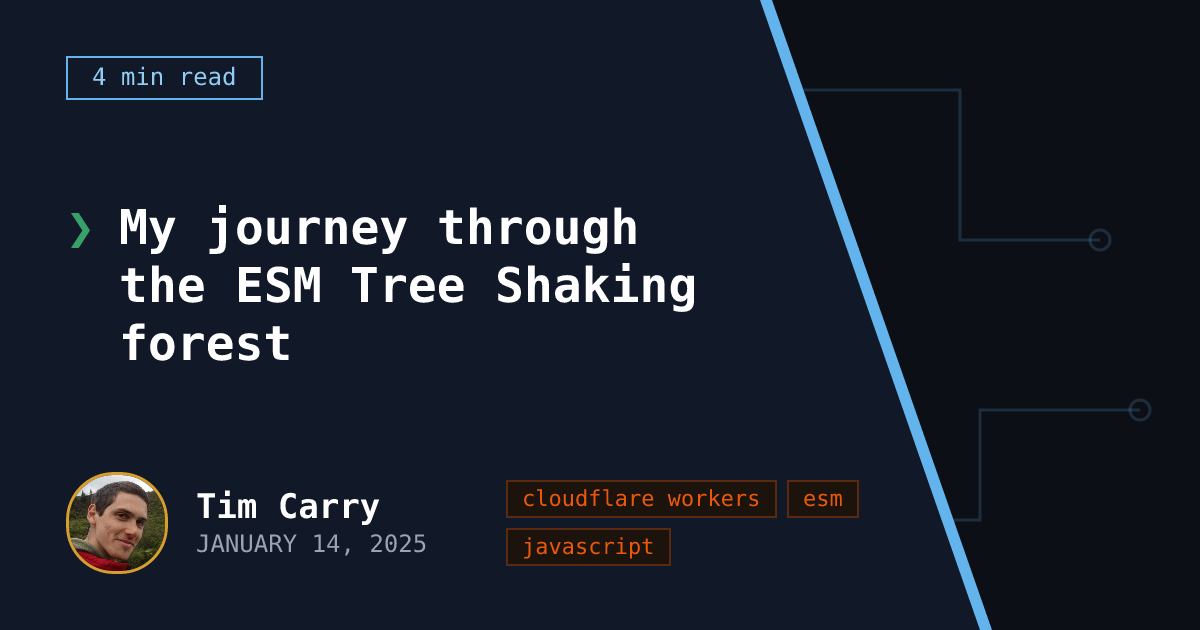 4 min read
❯ My journey through
the ESM Tree Shaking
forest
Tim Carry
JANUARY 14, 2025
cloudflare workers esm
javascript